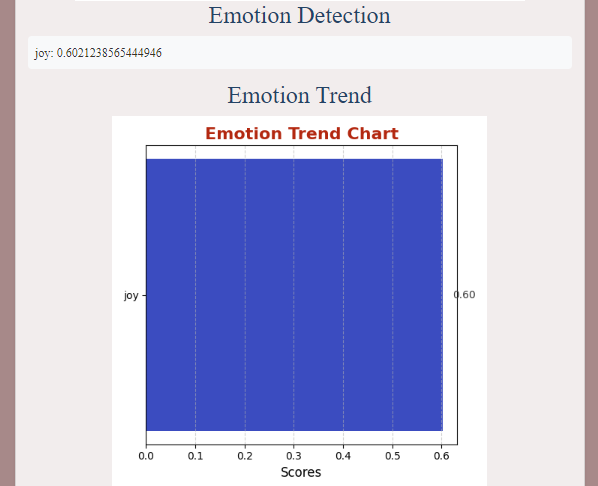 Emotion Detection
joy: 0.6021238565444946
Emotion Trend
Emotion Trend Chart
joy
0.60
0.0 0.1 0.2 0.3 0.4 0.5 0.6
Scores